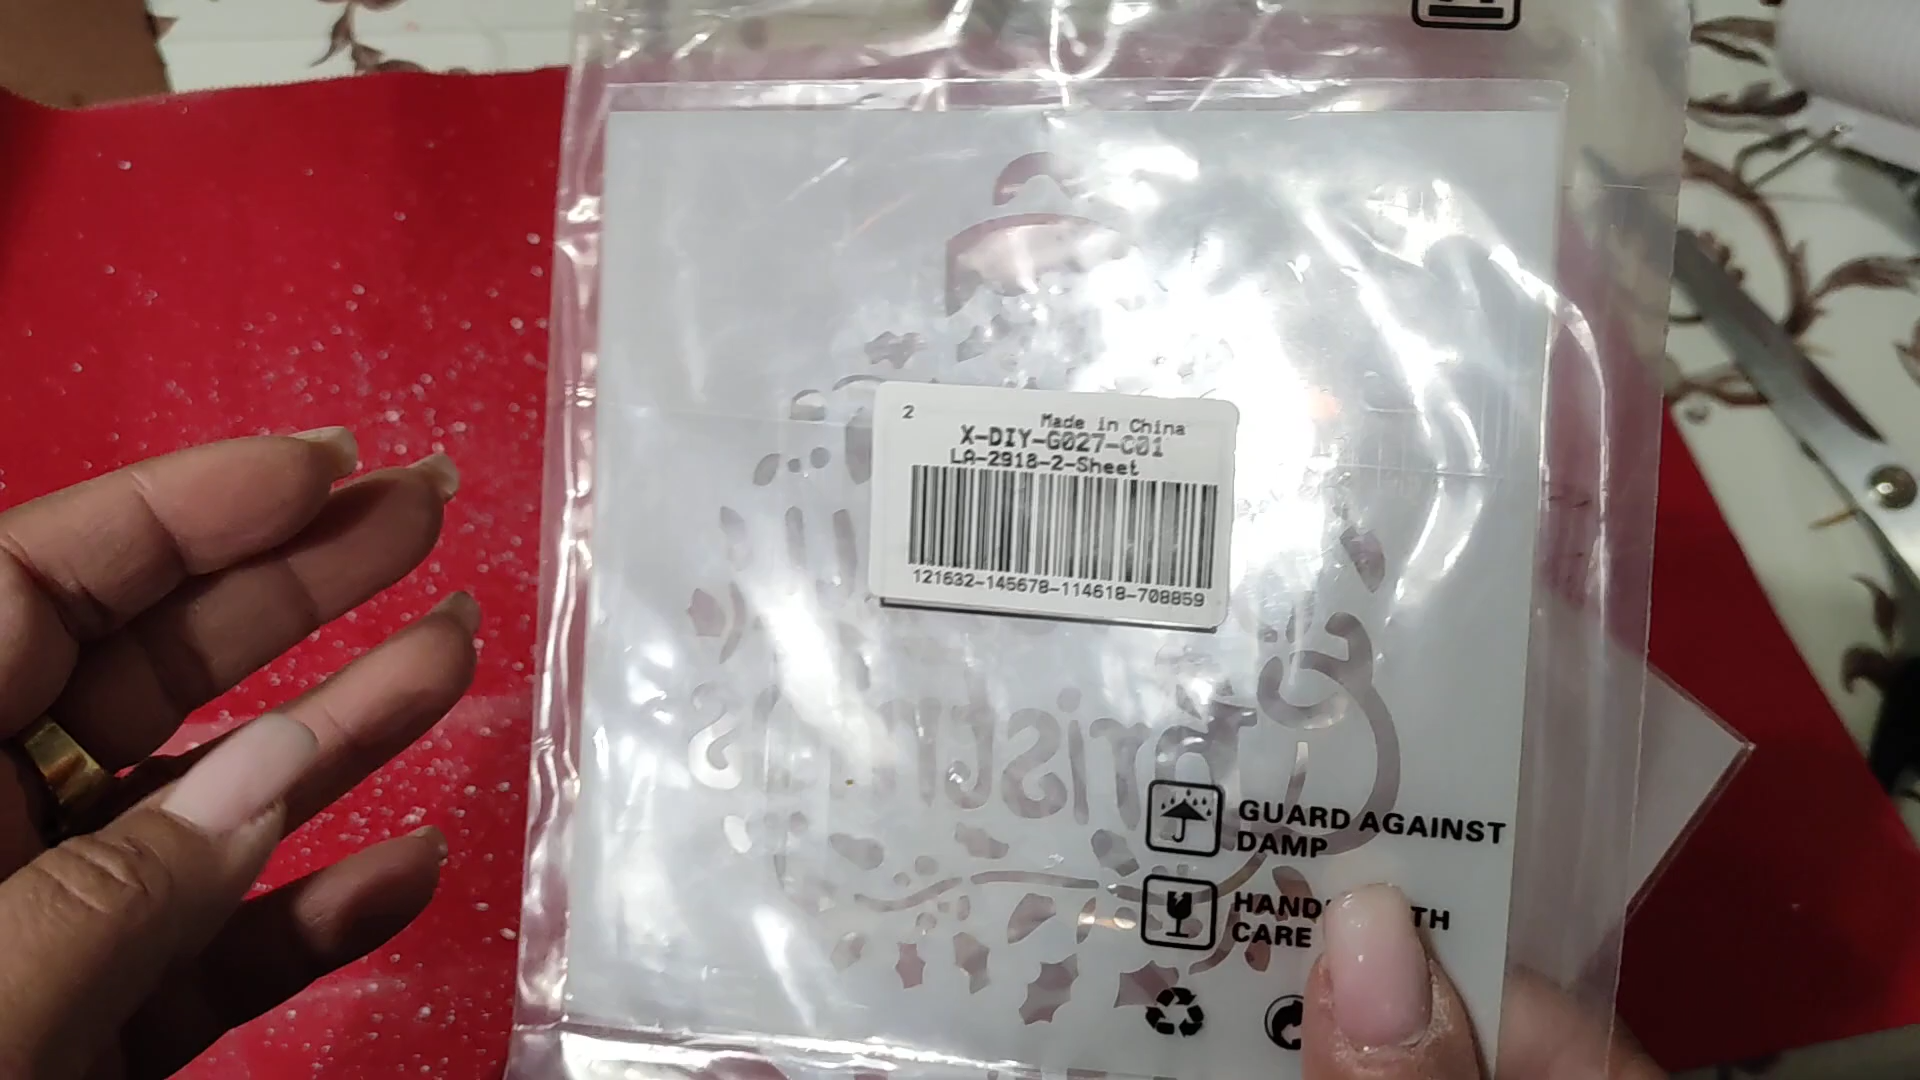 2
Made in China
X-DIY-G027-C01
LA-2918-2-Sheet
121632-145678-114618-708859
Christmas
GUARD AGAINST
DAMP
CARE